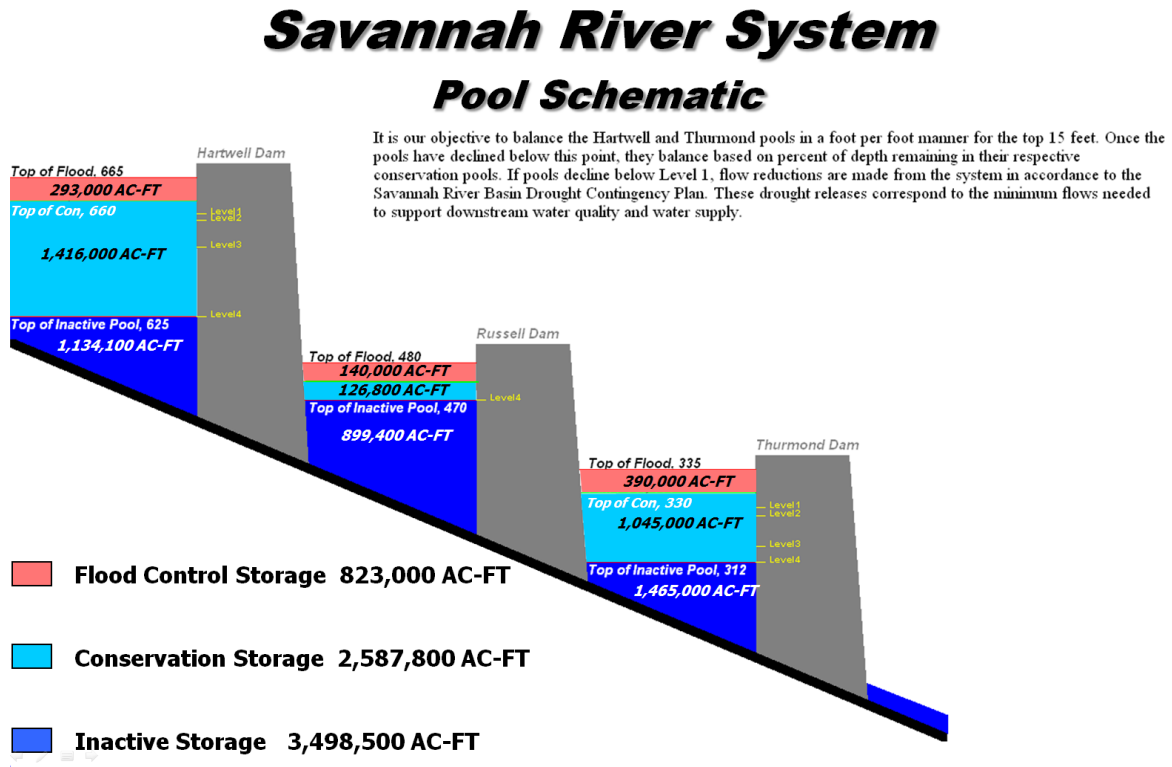 Savannah River System
Pool Schematic
It is our objective to balance the Hartwell and Thurmond pools in a foot per foot manner for the top 15 feet. Once the
pools have declined below this point, they balance based on percent of depth remaining in their respective
conservation pools. If pools decline below Level 1, flow reductions are made from the system in accordance to the
Savannah River Basin Drought Contingency Plan. These drought releases correspond to the minimum flows needed
to support downstream water quality and water supply.
Hartwell Dam
Top of Flood, 665
293,000 AC-FT
Top of Con, 660
Level1
Level2
Level3
1,416,000 AC-FT
Level4
Top of Inactive Pool, 625
1,134,100 AC-FT
Russell Dam
Top of Flood, 480
140,000 AC-FT
126,800 AC-FT
Level4
Top of Inactive Pool, 470
899,400 AC-FT
Thurmond Dam
Top of Flood, 335
390,000 AC-FT
Top of Con, 330
Level1
Level2
1,045,000 AC-FT
Level3
Level4
Top of Inactive Pool, 312
1,465,000 AC-FT
Flood Control Storage 823,000 AC-FT
Conservation Storage 2,587,800 AC-FT
Inactive Storage 3,498,500 AC-FT